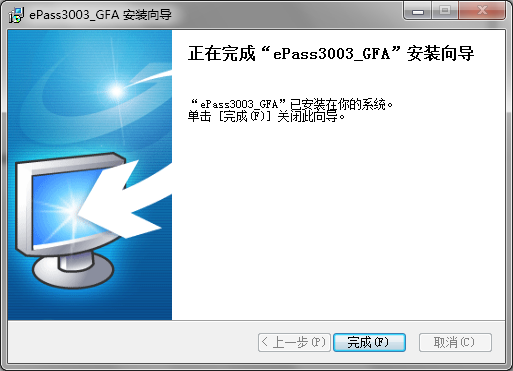 ePass3003_GFA 安装向导
正在完成“ePass3003_GFA”安装向导
“ePass3003_GFA”已安装在你的系统。
单击 [完成(F)] 关闭此向导。
< 上一步(P)
完成(F)
取消(C)